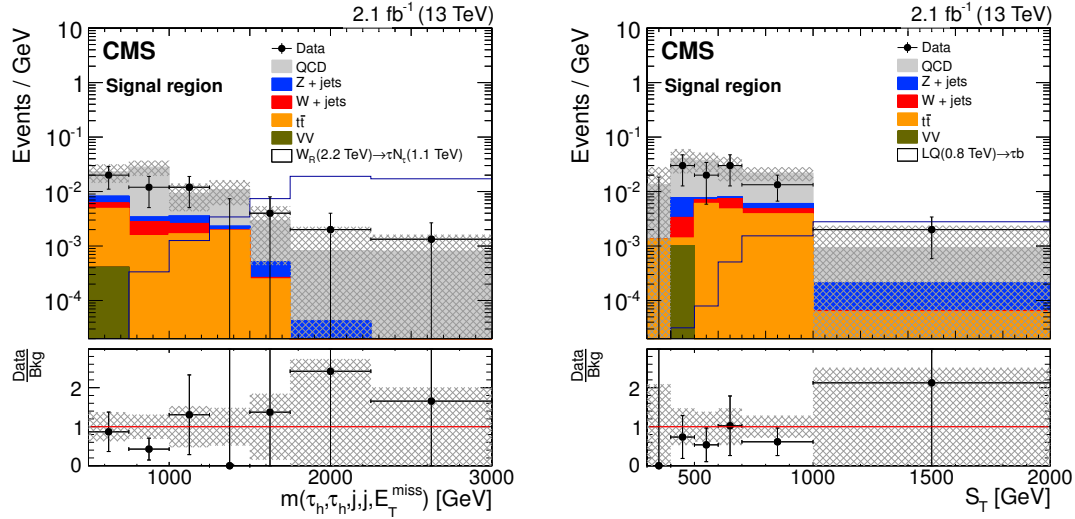 2.1 fb⁻¹ (13 TeV)
CMS
Signal region
Data
QCD
Z + jets
W + jets
tt̄
VV
W_R(2.2 TeV)→τN_τ(1.1 TeV)
Events / GeV
10
1
10⁻¹
10⁻²
10⁻³
10⁻⁴
Data
Bkg
2
1
0
1000 2000 3000
m(τ_h,τ_h,j,j,E_T^miss) [GeV]
2.1 fb⁻¹ (13 TeV)
CMS
Signal region
Data
QCD
Z + jets
W + jets
tt̄
VV
LQ(0.8 TeV)→τb
Events / GeV
10
1
10⁻¹
10⁻²
10⁻³
10⁻⁴
Data
Bkg
2
1
0
500 1000 1500 2000
S_T [GeV]